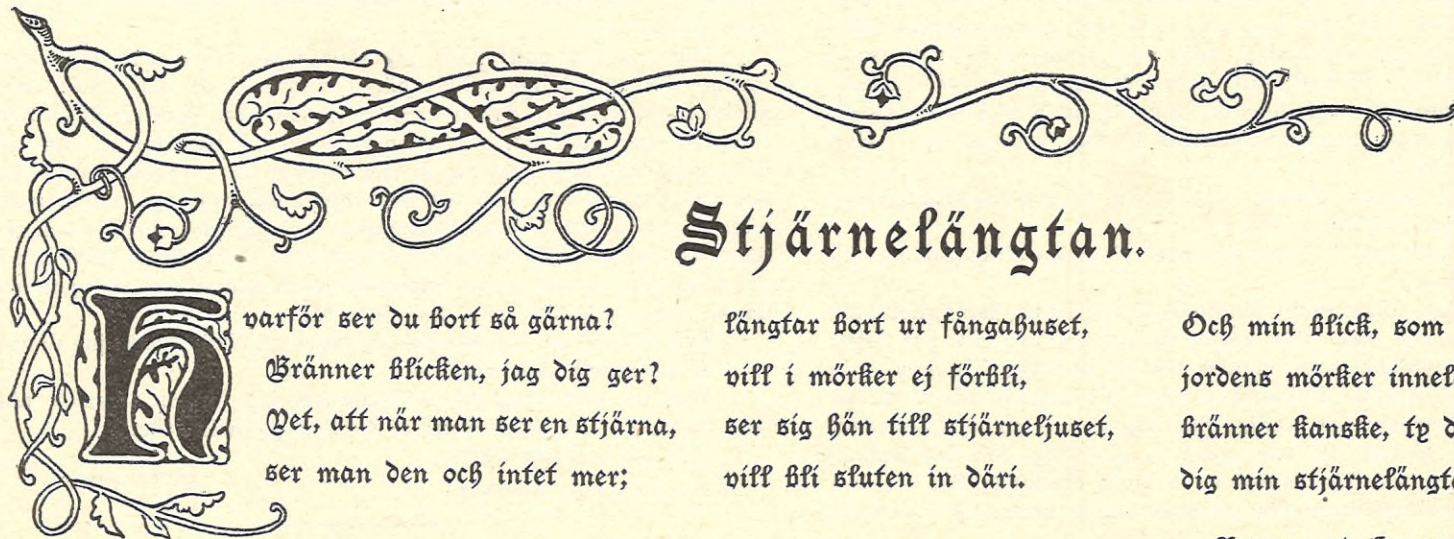 Stjärnelängtan.
Hvarför ser du bort så gärna?
Bränner blicken, jag dig ger?
Vet, att när man ser en stjärna,
ser man den och intet mer;
längtar bort ur fångahuset,
vill i mörker ej förbli,
ser sig hän till stjärneljuset,
vill bli sluten in däri.
Och min blick, som
jordens mörker innel
bränner kanske, ty d
dig min stjärnelängta